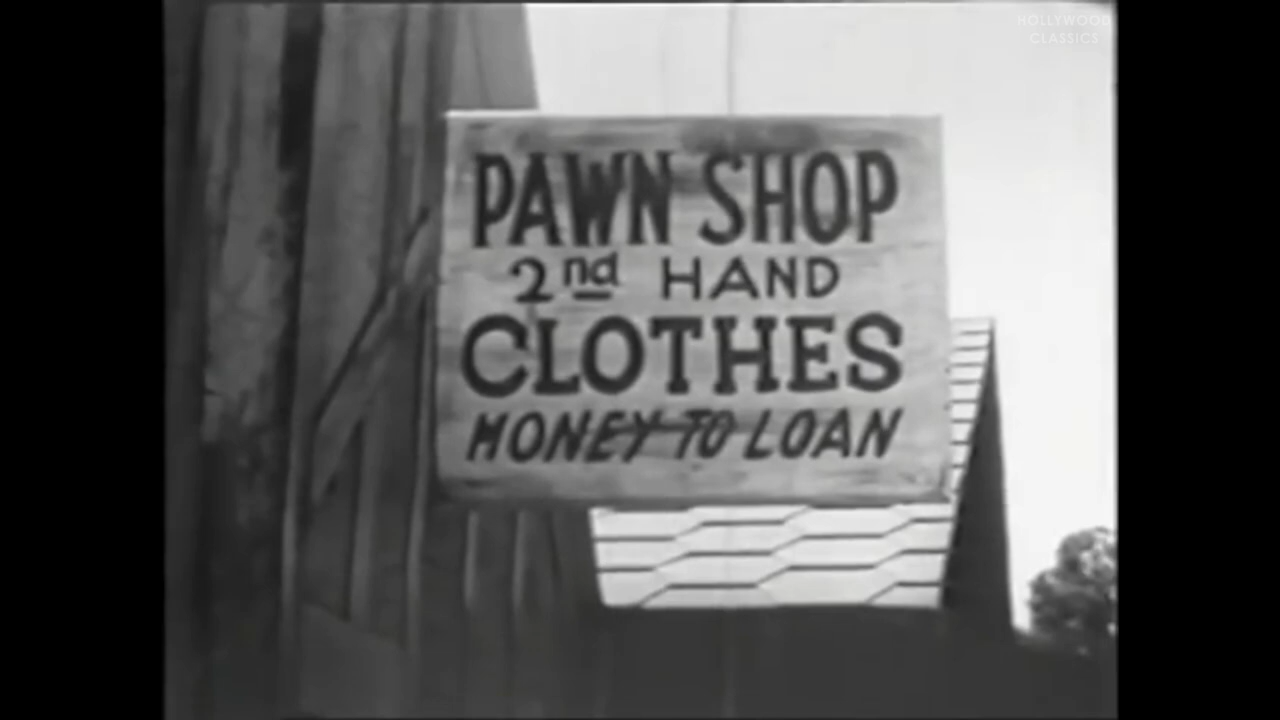 HOLLYWOOD
CLASSICS
PAWN SHOP
2nd HAND
CLOTHES
MONEY TO LOAN